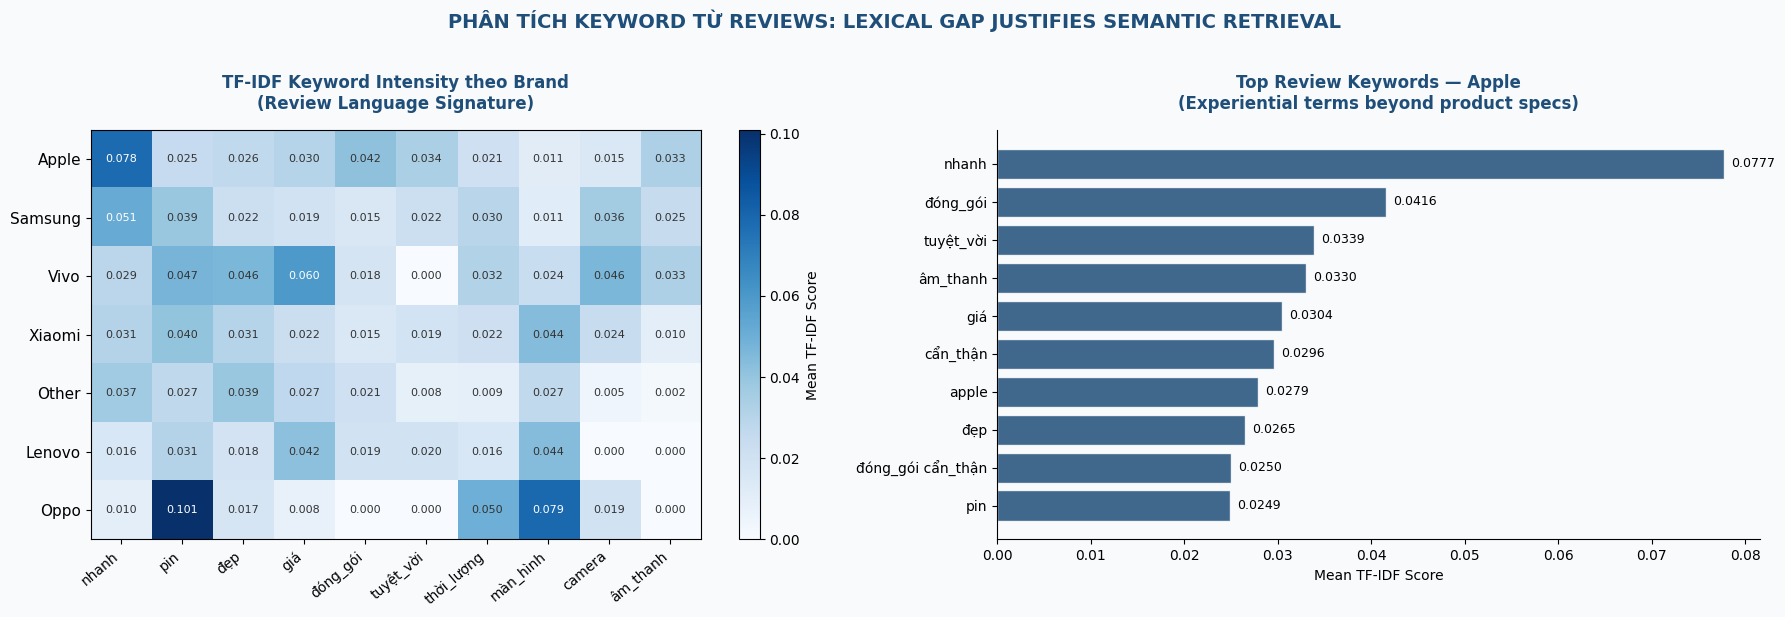 PHÂN TÍCH KEYWORD TỪ REVIEWS: LEXICAL GAP JUSTIFIES SEMANTIC RETRIEVAL
TF-IDF Keyword Intensity theo Brand
(Review Language Signature)
Apple 0.078 0.025 0.026 0.030 0.042 0.034 0.021 0.011 0.015 0.033
Samsung 0.051 0.039 0.022 0.019 0.015 0.022 0.030 0.011 0.036 0.025
Vivo 0.029 0.047 0.046 0.060 0.018 0.000 0.032 0.024 0.046 0.033
Xiaomi 0.031 0.040 0.031 0.022 0.015 0.019 0.022 0.044 0.024 0.010
Other 0.037 0.027 0.039 0.027 0.021 0.008 0.009 0.027 0.005 0.002
Lenovo 0.016 0.031 0.018 0.042 0.019 0.020 0.016 0.044 0.000 0.000
Oppo 0.010 0.101 0.017 0.008 0.000 0.000 0.050 0.079 0.019 0.000
nhanh pin đẹp giá đóng_gói tuyệt_vời thời_lượng màn_hình camera âm_thanh
0.10
0.08
0.06
0.04
0.02
0.00
Mean TF-IDF Score
Top Review Keywords — Apple
(Experiential terms beyond product specs)
nhanh 0.0777
đóng_gói 0.0416
tuyệt_vời 0.0339
âm_thanh 0.0330
giá 0.0304
cẩn_thận 0.0296
apple 0.0279
đẹp 0.0265
đóng_gói cẩn_thận 0.0250
pin 0.0249
0.00 0.01 0.02 0.03 0.04 0.05 0.06 0.07 0.08
Mean TF-IDF Score